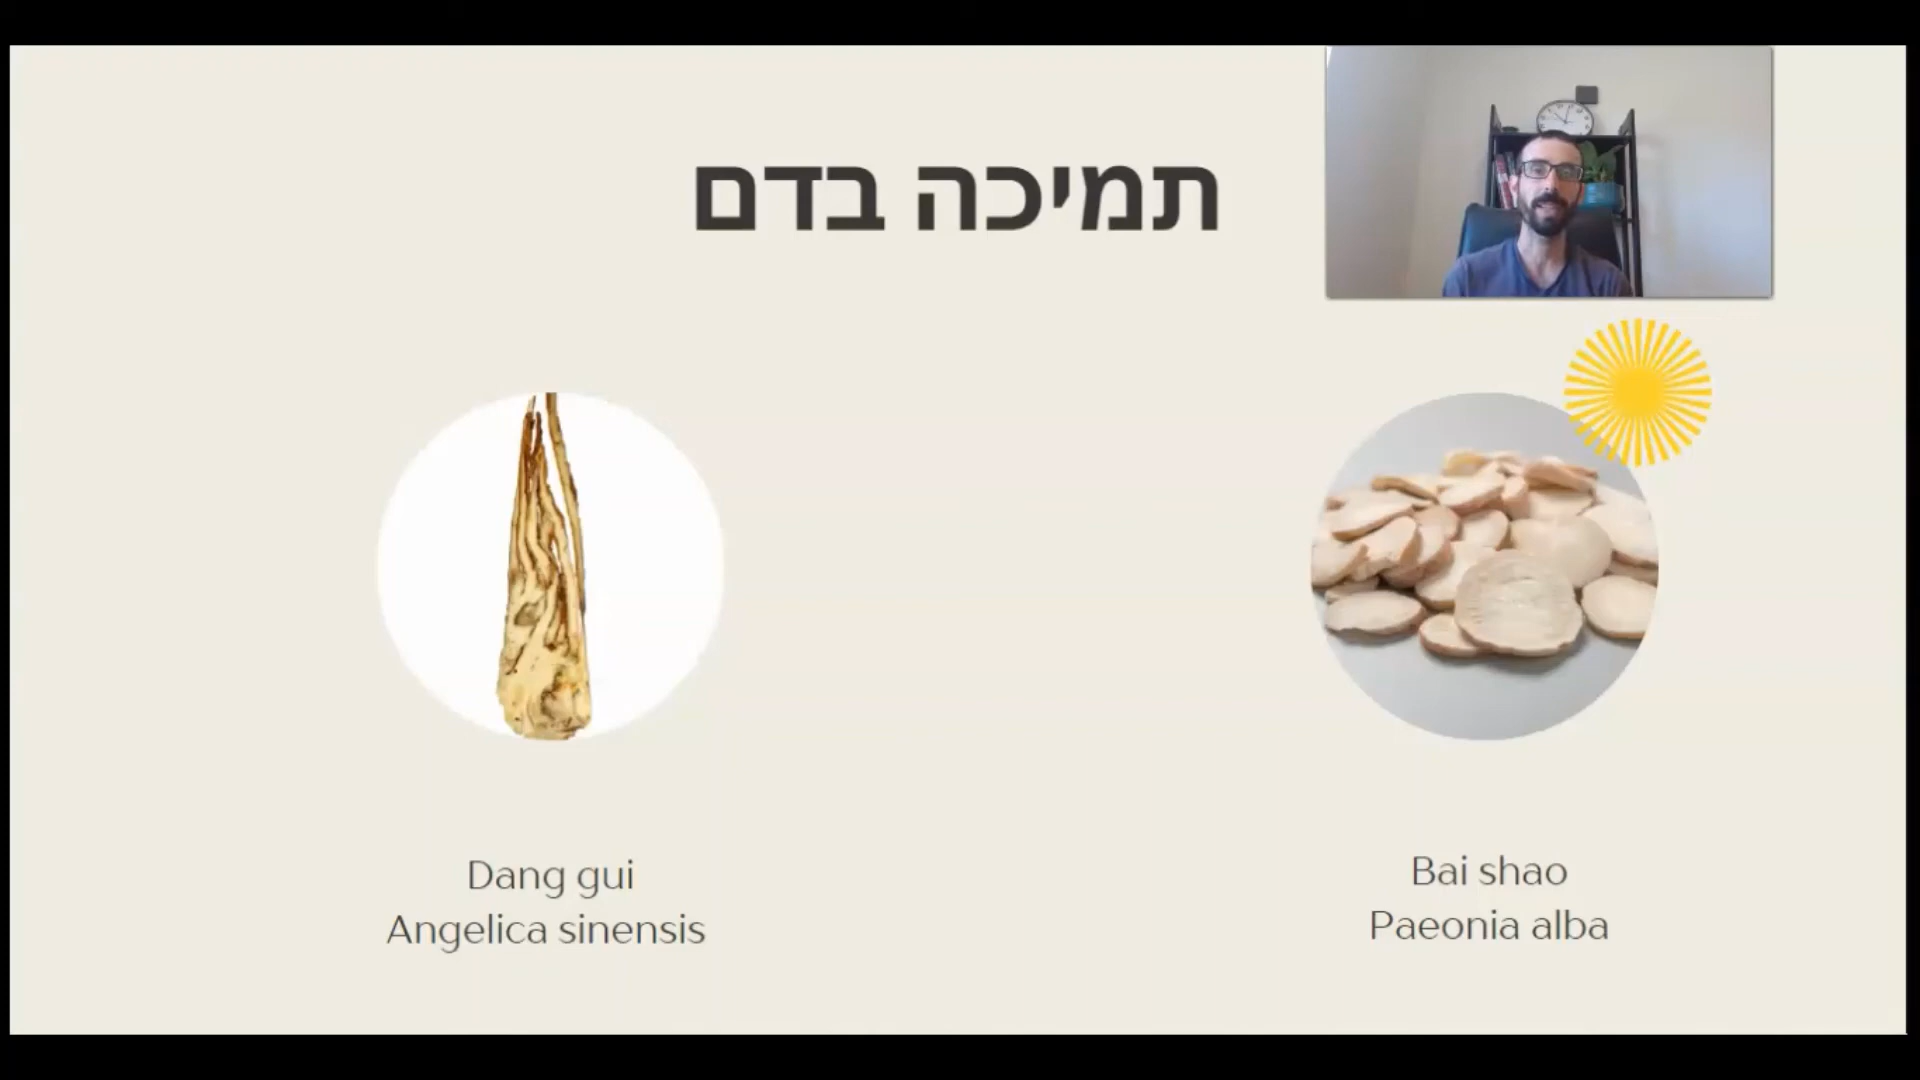 תמיכה בדם
Dang gui
Angelica sinensis
Bai shao
Paeonia alba